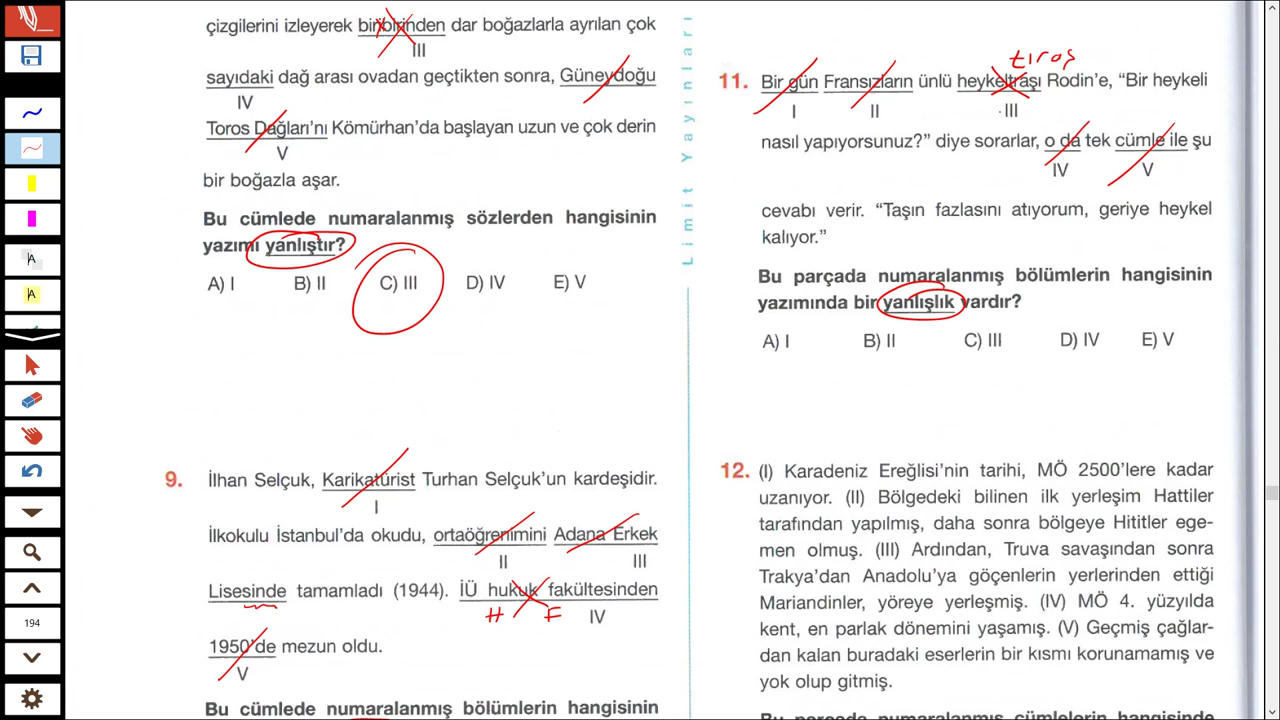 çizgilerini izleyerek birbirinden dar boğazlarla ayrılan çok
III
sayıdaki dağ arası ovadan geçtikten sonra, Güneydoğu
IV
Toros Dağları’nı Kömürhan’da başlayan uzun ve çok derin
V
bir boğazla aşar.
Bu cümlede numaralanmış sözlerden hangisinin
yazımı yanlıştır?
A) I B) II C) III D) IV E) V
9. İlhan Selçuk, Karikatürist Turhan Selçuk’un kardeşidir.
I
İlkokulu İstanbul’da okudu, ortaöğrenimini Adana Erkek
II III
Lisesinde tamamladı (1944). İÜ hukuk fakültesinden
H F IV
1950’de mezun oldu.
V
Bu cümlede numaralanmış bölümlerin hangisinin
Limit Yayınları
tıraş
11. Bir gün Fransızların ünlü heykeltraşı Rodin’e, “Bir heykeli
I II III
nasıl yapıyorsunuz?” diye sorarlar, o da tek cümle ile şu
IV V
cevabı verir. “Taşın fazlasını atıyorum, geriye heykel
kalıyor.”
Bu parçada numaralanmış bölümlerin hangisinin
yazımında bir yanlışlık vardır?
A) I B) II C) III D) IV E) V
12. (I) Karadeniz Ereğlisi’nin tarihi, MÖ 2500’lere kadar
uzanıyor. (II) Bölgedeki bilinen ilk yerleşim Hattiler
tarafından yapılmış, daha sonra bölgeye Hititler ege-
men olmuş. (III) Ardından, Truva savaşından sonra
Trakya’dan Anadolu’ya göçenlerin yerlerinden ettiği
Mariandinler, yöreye yerleşmiş. (IV) MÖ 4. yüzyılda
kent, en parlak dönemini yaşamış. (V) Geçmiş çağlar-
dan kalan buradaki eserlerin bir kısmı korunamamış ve
yok olup gitmiş.
Bu parçada numaralanmış cümlelerin hangisinde
A
A
194